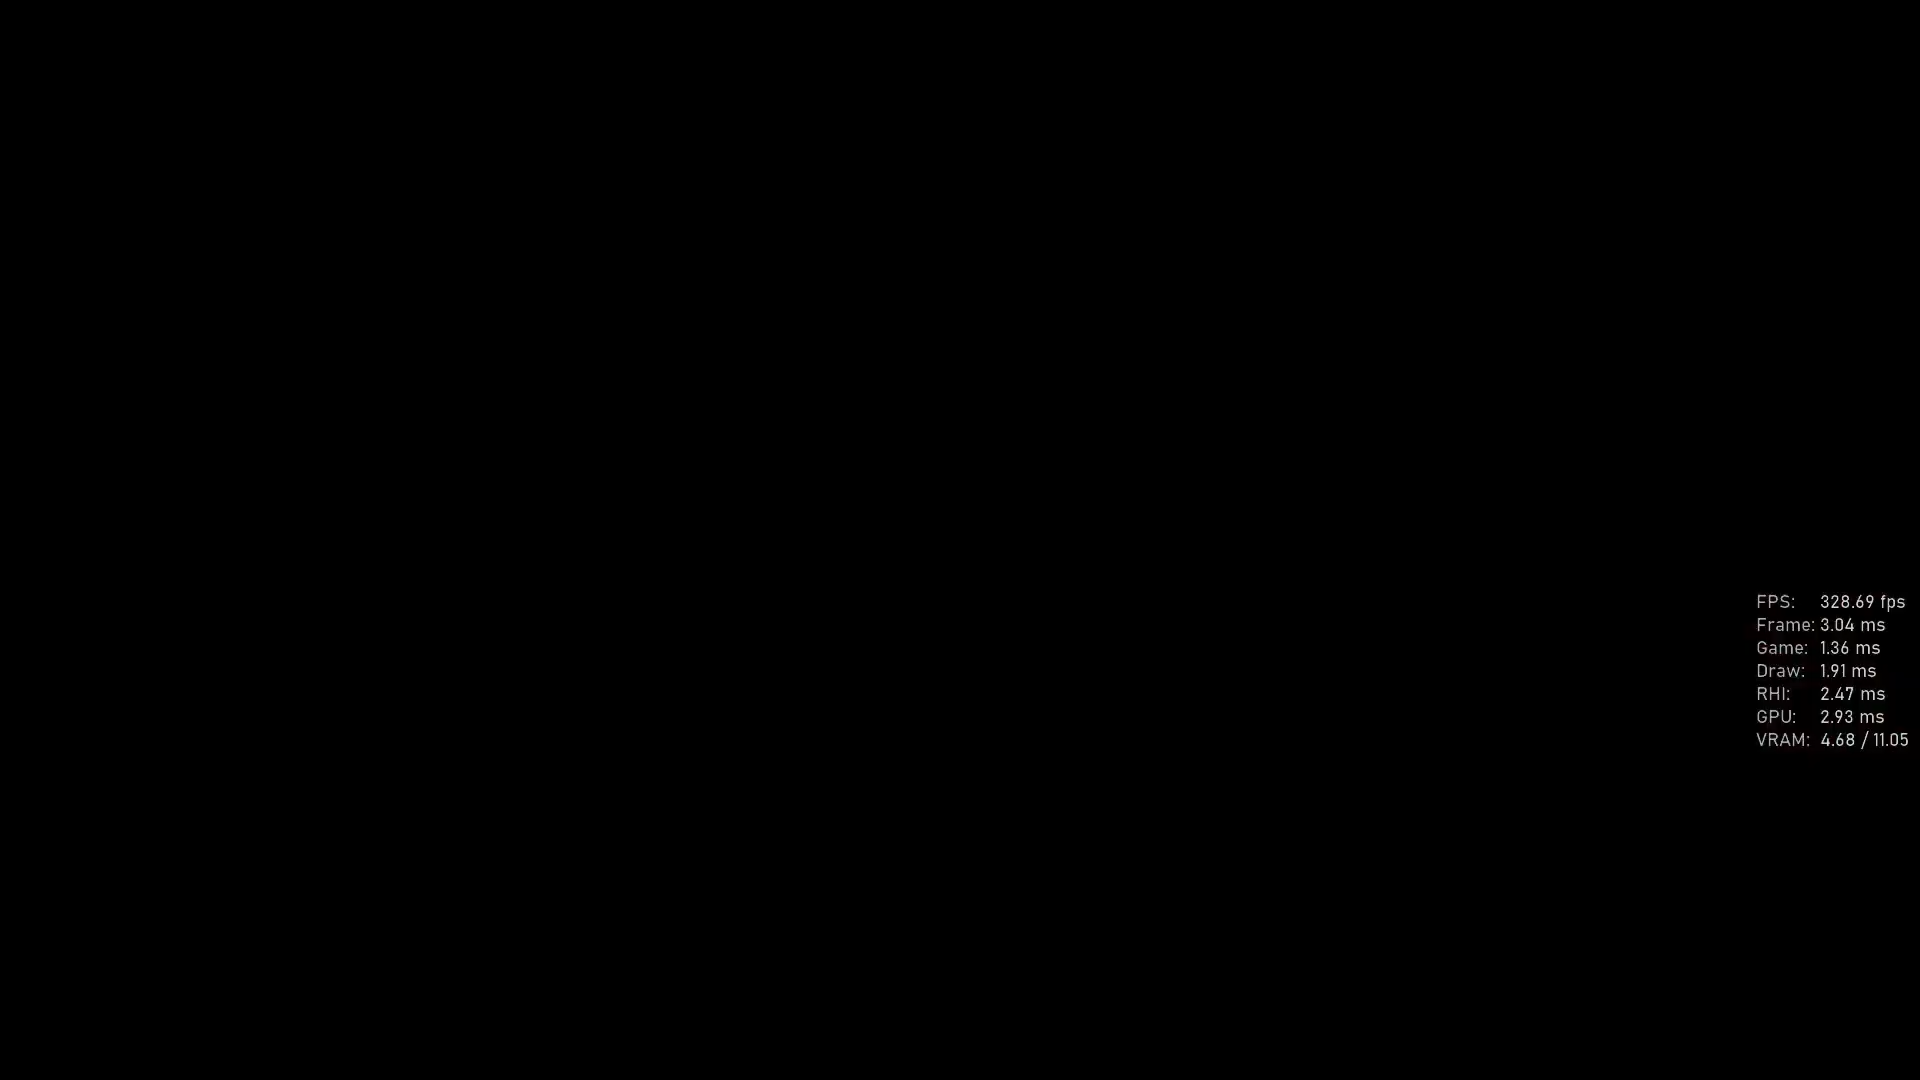 FPS: 328.69 fps
Frame: 3.04 ms
Game: 1.36 ms
Draw: 1.91 ms
RHI: 2.47 ms
GPU: 2.93 ms
VRAM: 4.68 / 11.05